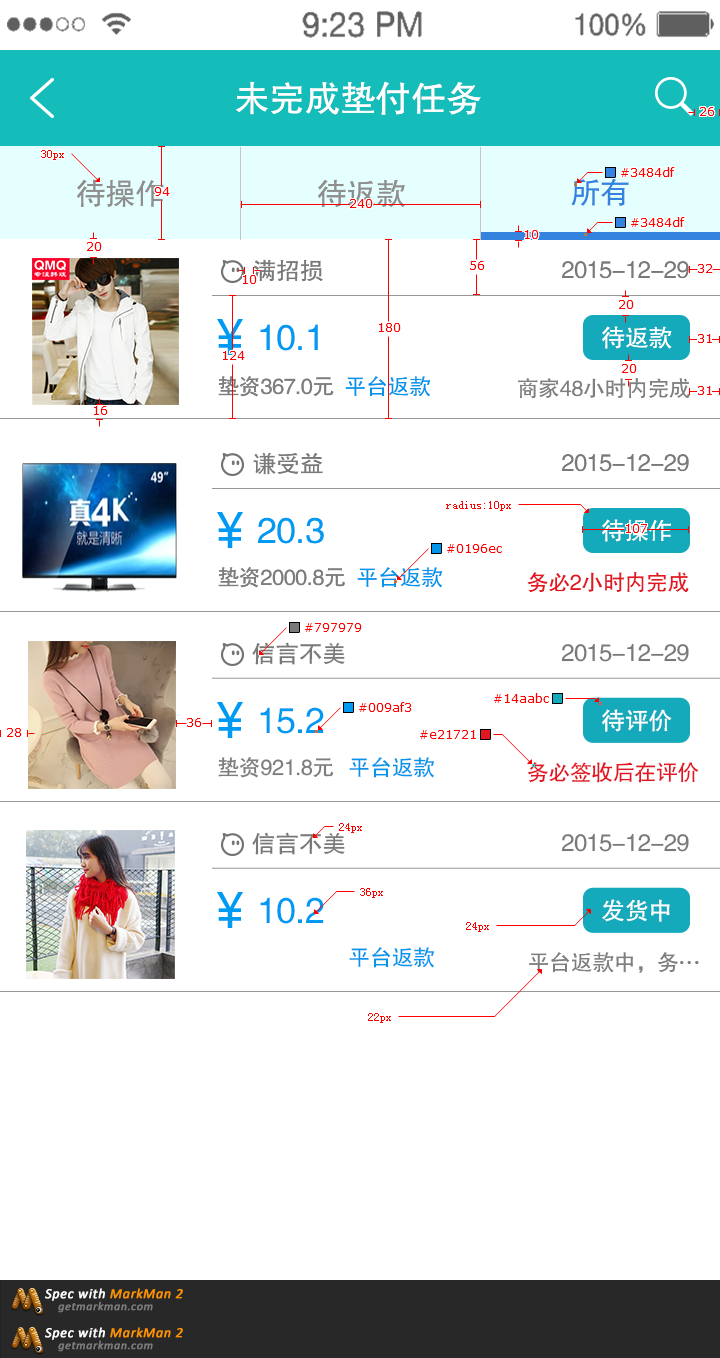 9:23 PM 100%
未完成垫付任务
26
30px
94
待操作
待返款
240
所有
#3484df
#3484df
10
20
56
180
QMQ
满招损
10
2015-12-29
32
20
¥ 10.1
124
待返款
31
20
垫资367.0元 平台返款
商家48小时内完成
31
16
谦受益
2015-12-29
49"
真4K
就是清晰
radius:10px
¥ 20.3
待操作
107
#0196ec
垫资2000.8元 平台返款
务必2小时内完成
#797979
信言不美
2015-12-29
#14aabc
¥ 15.2
#009af3
待评价
28
36
#e21721
垫资921.8元 平台返款
务必签收后在评价
24px
信言不美
2015-12-29
36px
¥ 10.2
24px
发货中
平台返款
平台返款中，务…
22px
Spec with MarkMan 2
getmarkman.com
Spec with MarkMan 2
getmarkman.com